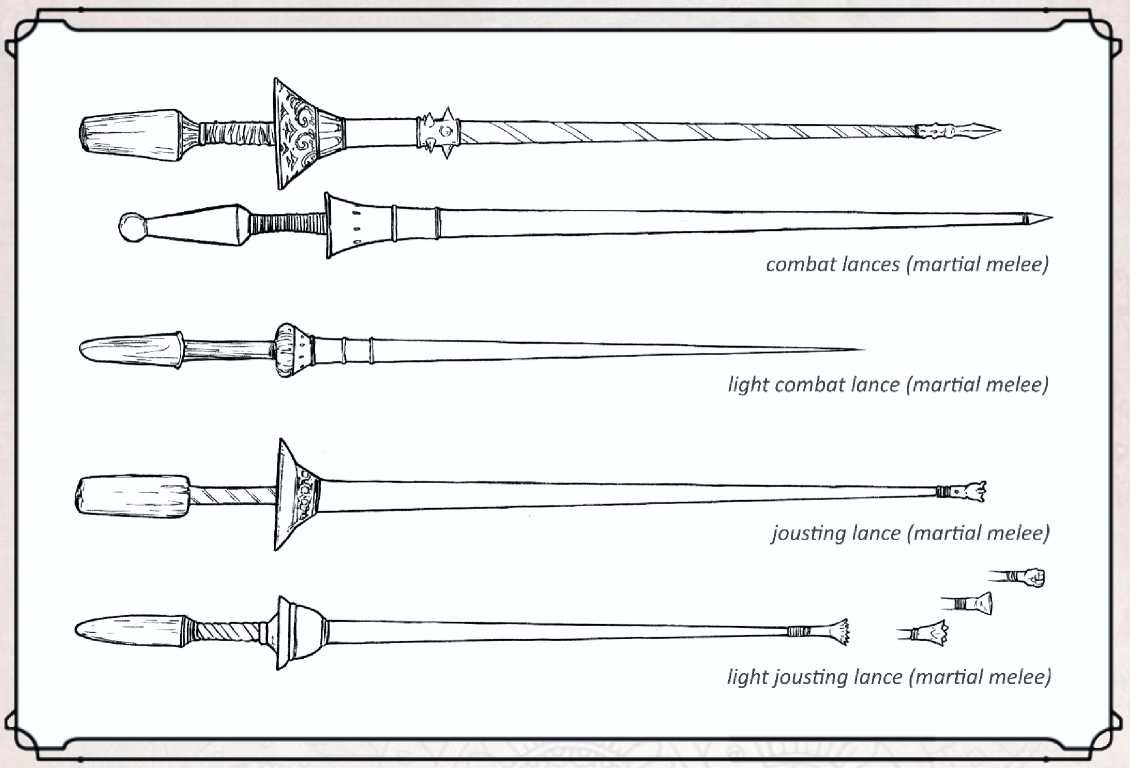 combat lances (martial melee)
light combat lance (martial melee)
jousting lance (martial melee)
light jousting lance (martial melee)